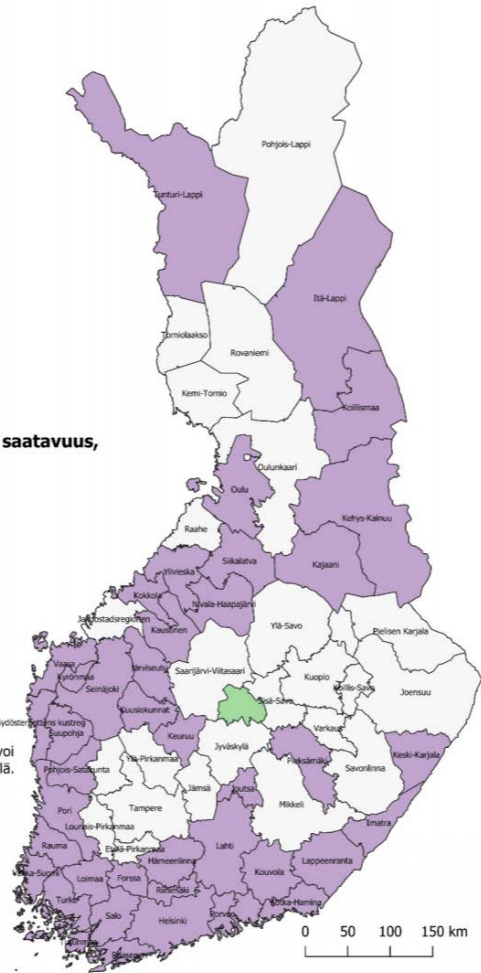 Pohjois-Lappi
Tunturi-Lappi
Itä-Lappi
Torniolaakso
Rovaniemi
Kemi-Tornio
Koillismaa
saatavuus,
Oulunkaari
Oulu
Kehys-Kainuu
Raahe
Siikalatva
Kajaani
Ylivieska
Kokkola
Nivala-Haapajärvi
Kaustinen
Ylä-Savo
Pielisen Karjala
Järviseutu
Saarijärvi-Viitasaari
Kuopio
Koillis-Savo
Joensuu
Vaasa
Kyrönmaa
Seinäjoki
Kuusiokunnat
Varkaus
Suupohja
Keuruu
Jyväskylä
Pieksämäki
Keski-Karjala
voi
Ylä-Pirkanmaa
Savonlinna
lä.
Pohjois-Satakunta
Jämsä
Joutsa
Mikkeli
Tampere
Pori
Imatra
Lounais-Pirkanmaa
Lahti
Rauma
Etelä-Pirkanmaa
Lappeenranta
Hämeenlinna
Kouvola
Loimaa
Forssa
Riihimäki
Kotka-Hamina
Turku
Salo
Helsinki
Porvoo
0 50 100 150 km